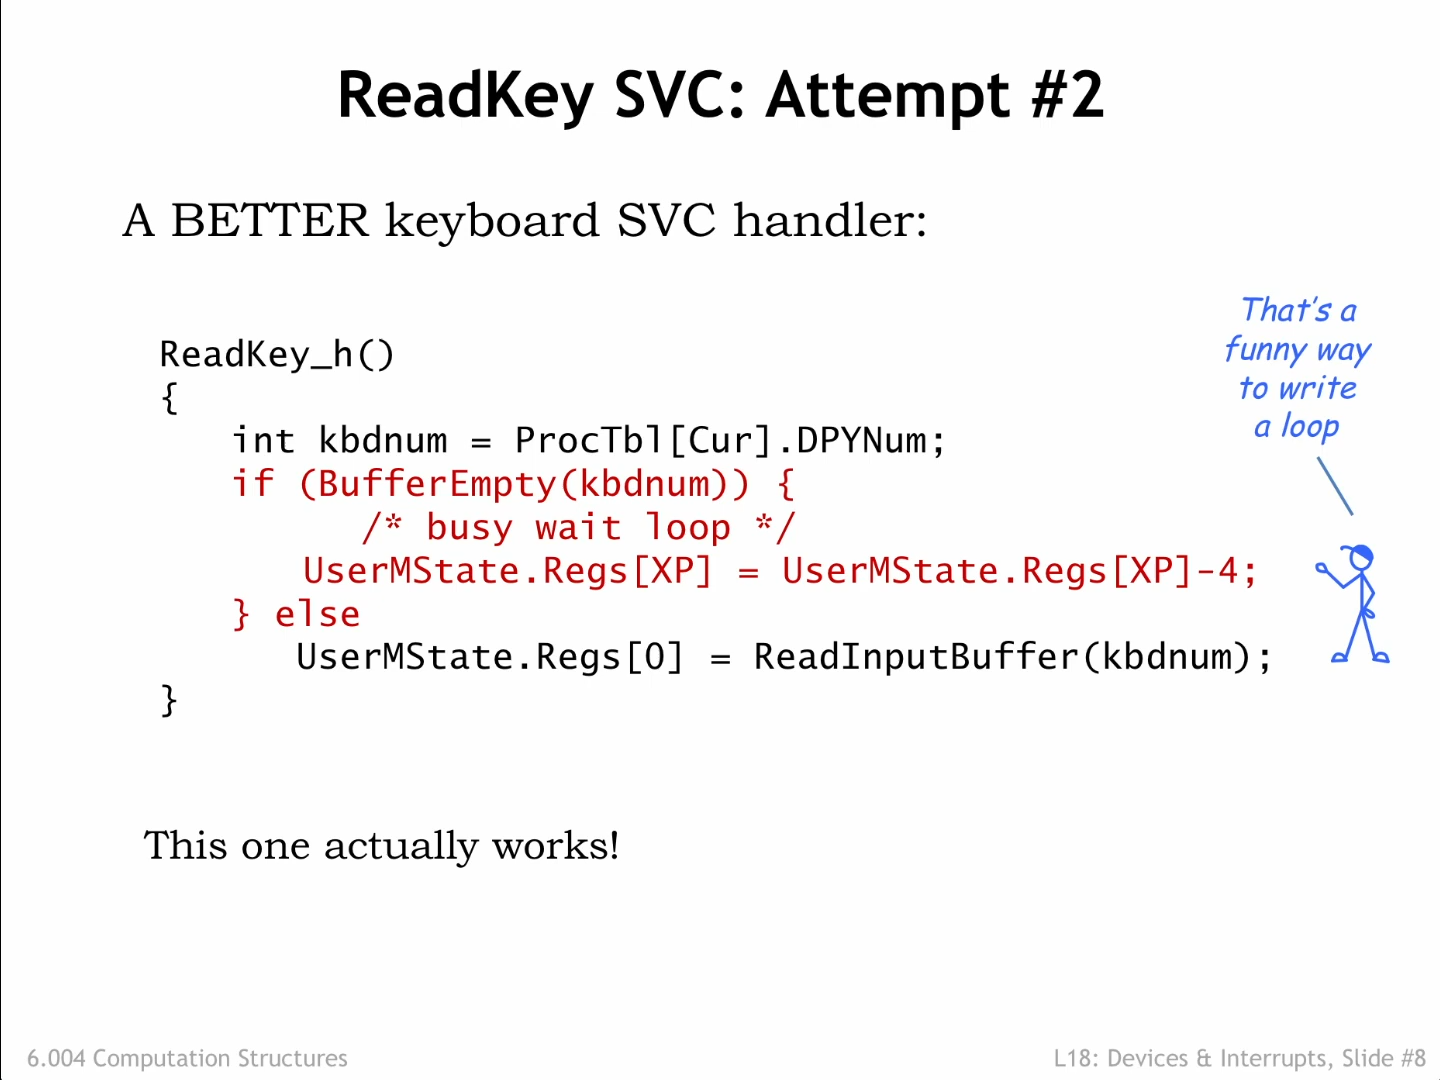 ReadKey SVC: Attempt #2
A BETTER keyboard SVC handler:
That's a
funny way
to write
a loop
ReadKey_h()
{
int kbdnum = ProcTbl[Cur].DPYNum;
if (BufferEmpty(kbdnum)) {
/* busy wait loop */
UserMState.Regs[XP] = UserMState.Regs[XP]-4;
} else
UserMState.Regs[0] = ReadInputBuffer(kbdnum);
}
This one actually works!
6.004 Computation Structures
L18: Devices & Interrupts, Slide #8